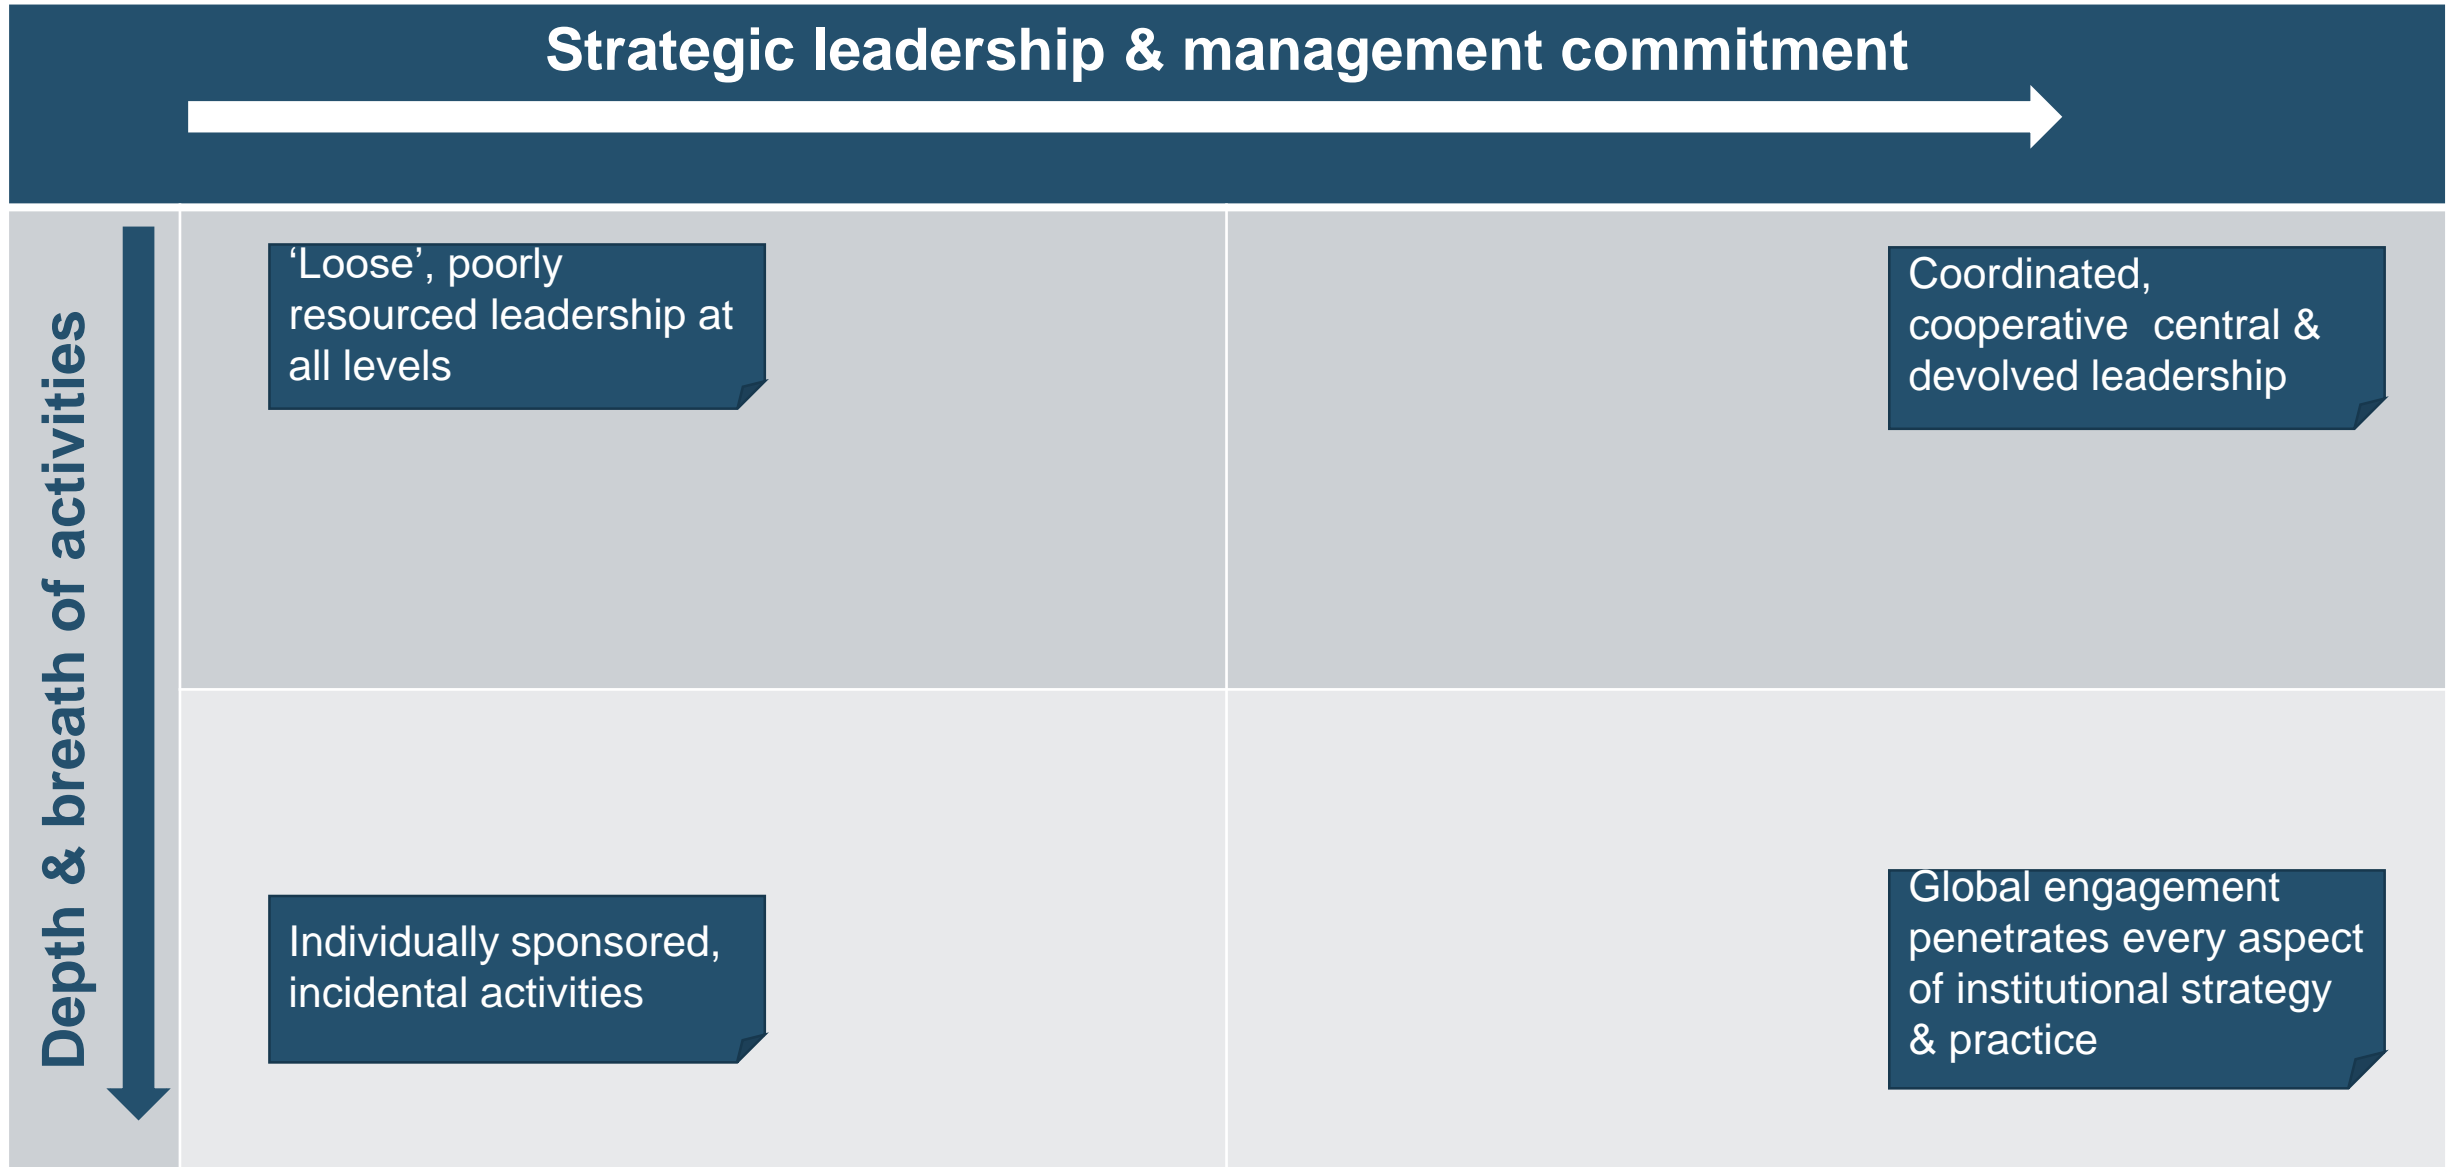 Strategic leadership & management commitment
Depth & breath of activities
‘Loose’, poorly
resourced leadership at
all levels
Coordinated,
cooperative  central &
devolved leadership
Individually sponsored,
incidental activities
Global engagement
penetrates every aspect
of institutional strategy
& practice